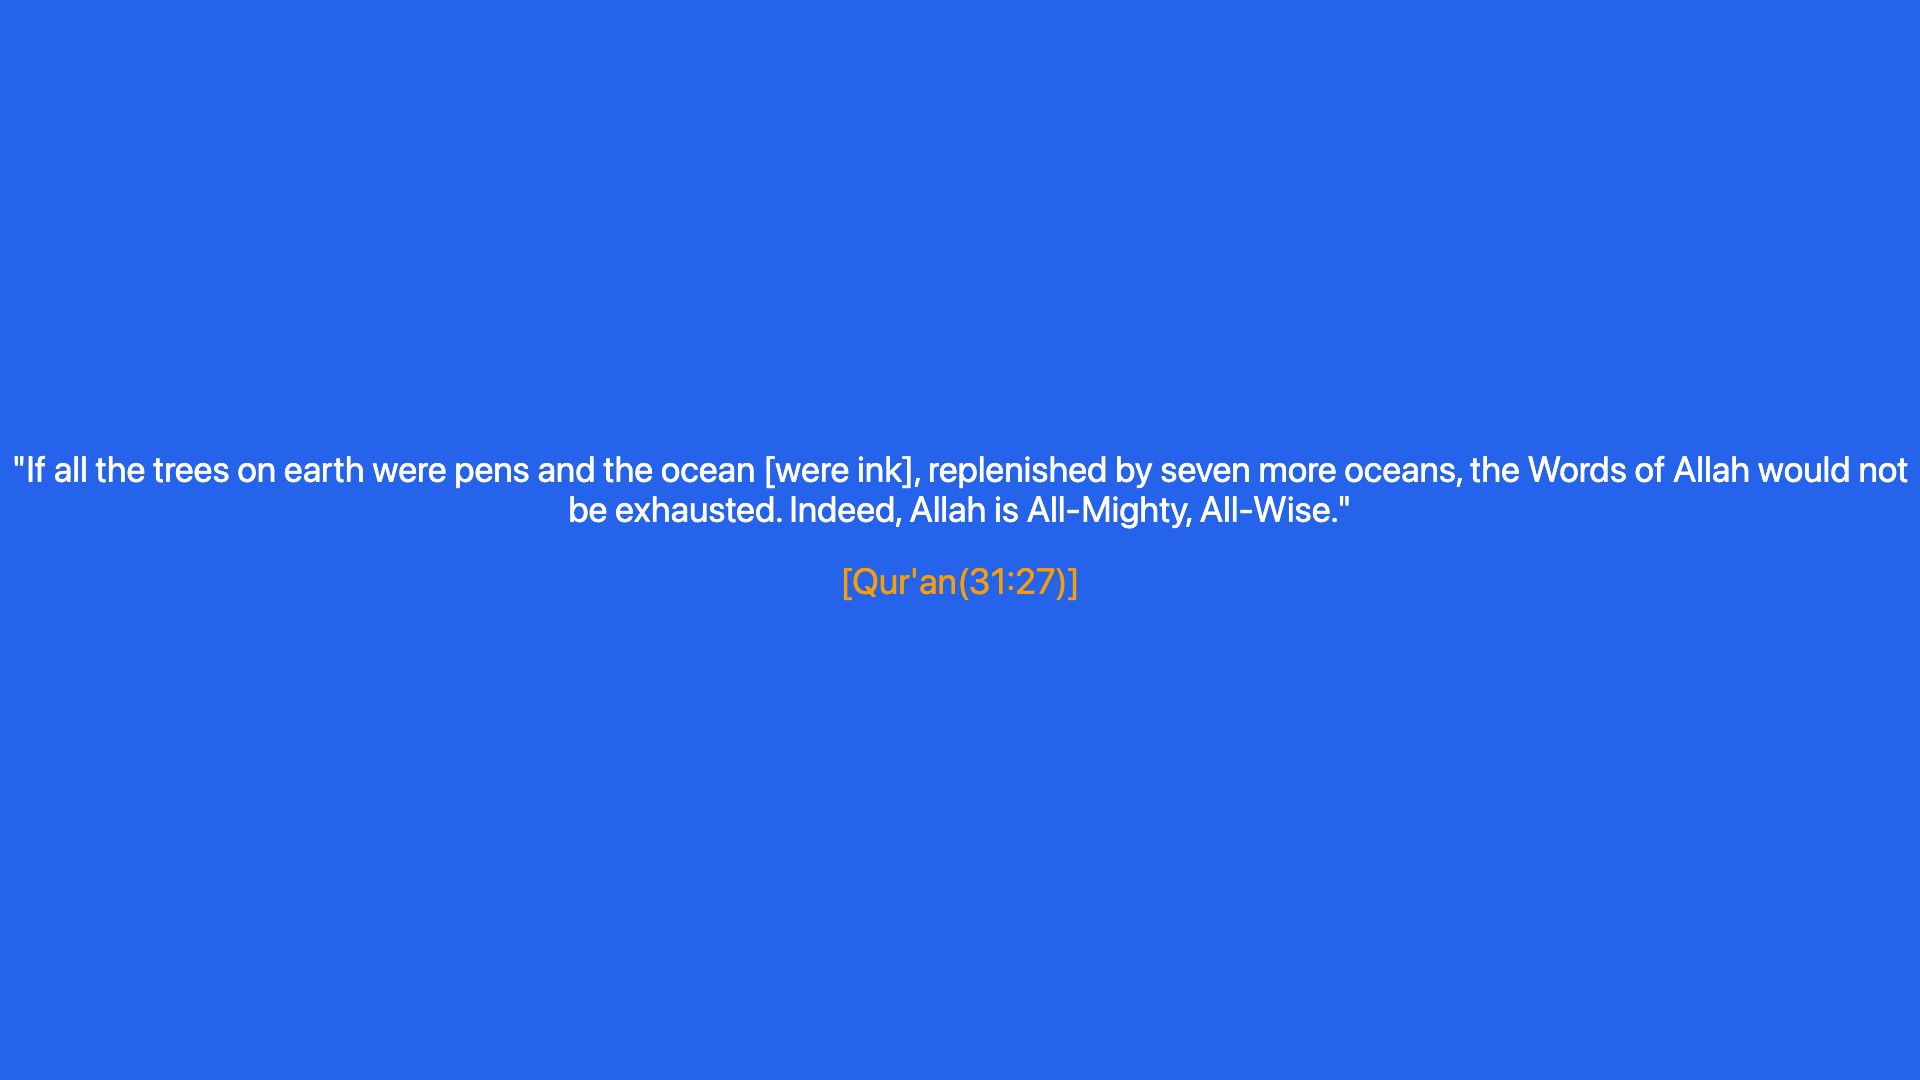 "If all the trees on earth were pens and the ocean [were ink], replenished by seven more oceans, the Words of Allah would not
be exhausted. Indeed, Allah is All-Mighty, All-Wise."
[Qur'an(31:27)]